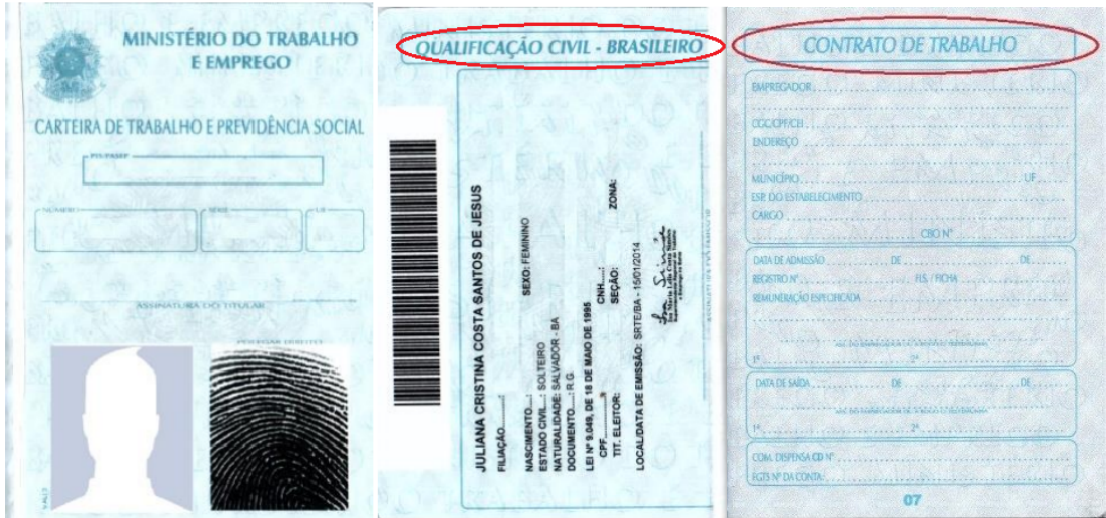 MINISTÉRIO DO TRABALHO
E EMPREGO
CARTEIRA DE TRABALHO E PREVIDÊNCIA SOCIAL
PIS/PASEP
NÚMERO SÉRIE UF
ASSINATURA DO TITULAR
POLEGAR DIREITO
QUALIFICAÇÃO CIVIL - BRASILEIRO
JULIANA CRISTINA COSTA SANTOS DE JESUS
FILIAÇÃO......:
NASCIMENTO....: SEXO: FEMININO
ESTADO CIVIL..: SOLTEIRO
NATURALIDADE: SALVADOR - BA
DOCUMENTO.....: R.G.
LEI Nº 9.049, DE 18 DE MAIO DE 1995
CPF..............: CNH.....:
TIT. ELEITOR: SEÇÃO: ZONA:
LOCAL/DATA DE EMISSÃO: SRTE/BA - 15/01/2014
CONTRATO DE TRABALHO
EMPREGADOR
CGC/CPF/CEI
ENDEREÇO
MUNICÍPIO UF
ESP. DO ESTABELECIMENTO
CARGO
CBO Nº
DATA DE ADMISSÃO DE DE
REGISTRO Nº FLS. / FICHA
REMUNERAÇÃO ESPECIFICADA
1ª 2ª
DATA DE SAÍDA DE DE
1ª 2ª
COM. DISPENSA CD Nº
FGTS Nº DA CONTA:
07